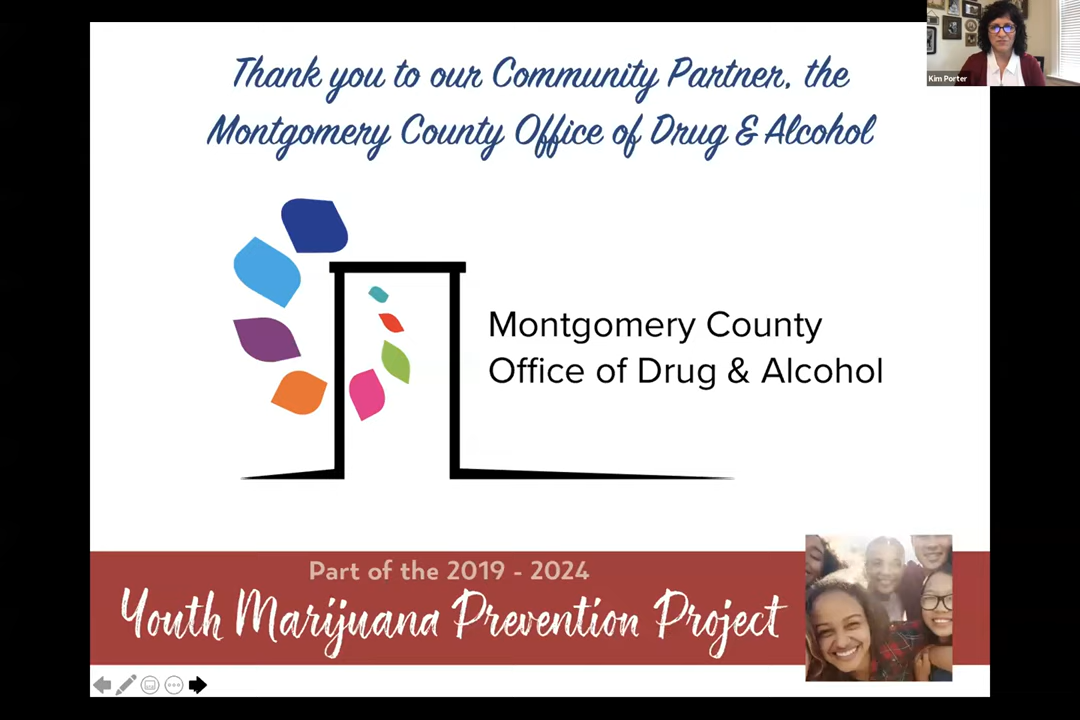 Thank you to our Community Partner, the
Montgomery County Office of Drug & Alcohol
Kim Porter
Montgomery County
Office of Drug & Alcohol
Part of the 2019 - 2024
Youth Marijuana Prevention Project